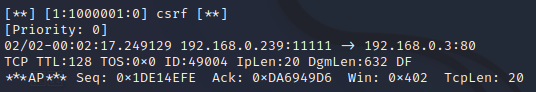 [**] [1:1000001:0] csrf [**]
[Priority: 0]
02/02-00:02:17.249129 192.168.0.239:11111 -> 192.168.0.3:80
TCP TTL:128 TOS:0x0 ID:49004 IpLen:20 DgmLen:632 DF
***AP*** Seq: 0x1DE14EFE  Ack: 0xDA6949D6  Win: 0x402  TcpLen: 20